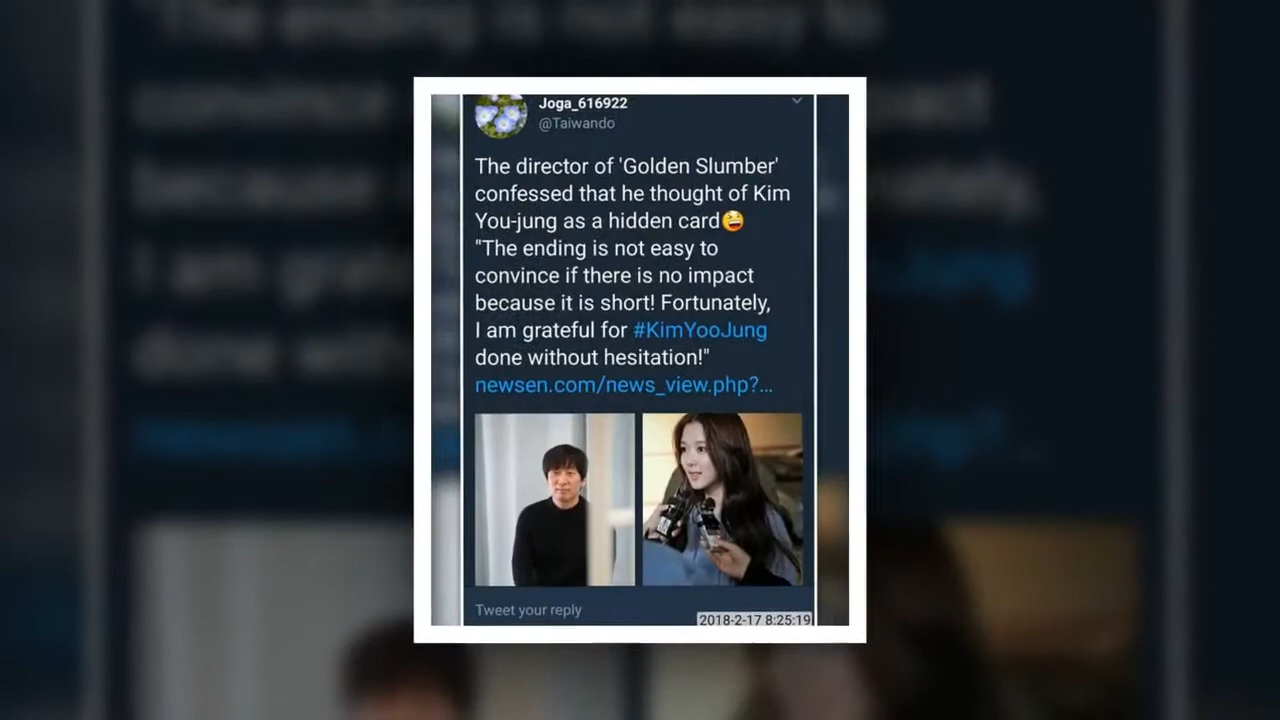 Joga_616922
@Taiwando
The director of 'Golden Slumber'
confessed that he thought of Kim
You-jung as a hidden card😆
"The ending is not easy to
convince if there is no impact
because it is short! Fortunately,
I am grateful for #KimYooJung
done without hesitation!"
newsen.com/news_view.php?...
Tweet your reply
2018-2-17 8:25:19